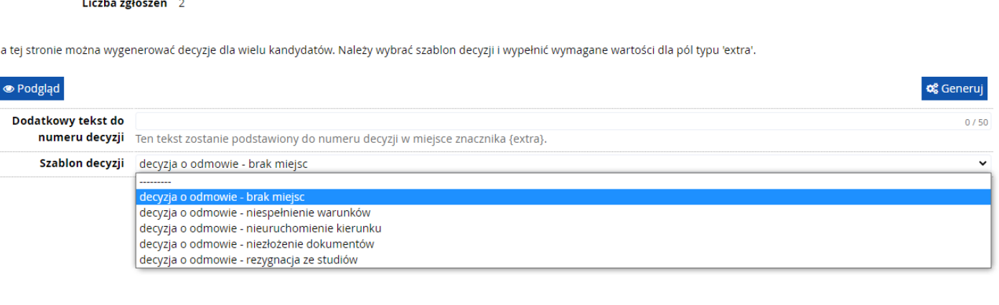 Liczba zgłoszeń 2
a tej stronie można wygenerować decyzje dla wielu kandydatów. Należy wybrać szablon decyzji i wypełnić wymagane wartości dla pól typu 'extra'.
Podgląd Generuj
Dodatkowy tekst do numeru decyzji
0 / 50
Ten tekst zostanie podstawiony do numeru decyzji w miejsce znacznika {extra}.
Szablon decyzji decyzja o odmowie - brak miejsc
---------
decyzja o odmowie - brak miejsc
decyzja o odmowie - niespełnienie warunków
decyzja o odmowie - nieuruchomienie kierunku
decyzja o odmowie - niezłożenie dokumentów
decyzja o odmowie - rezygnacja ze studiów